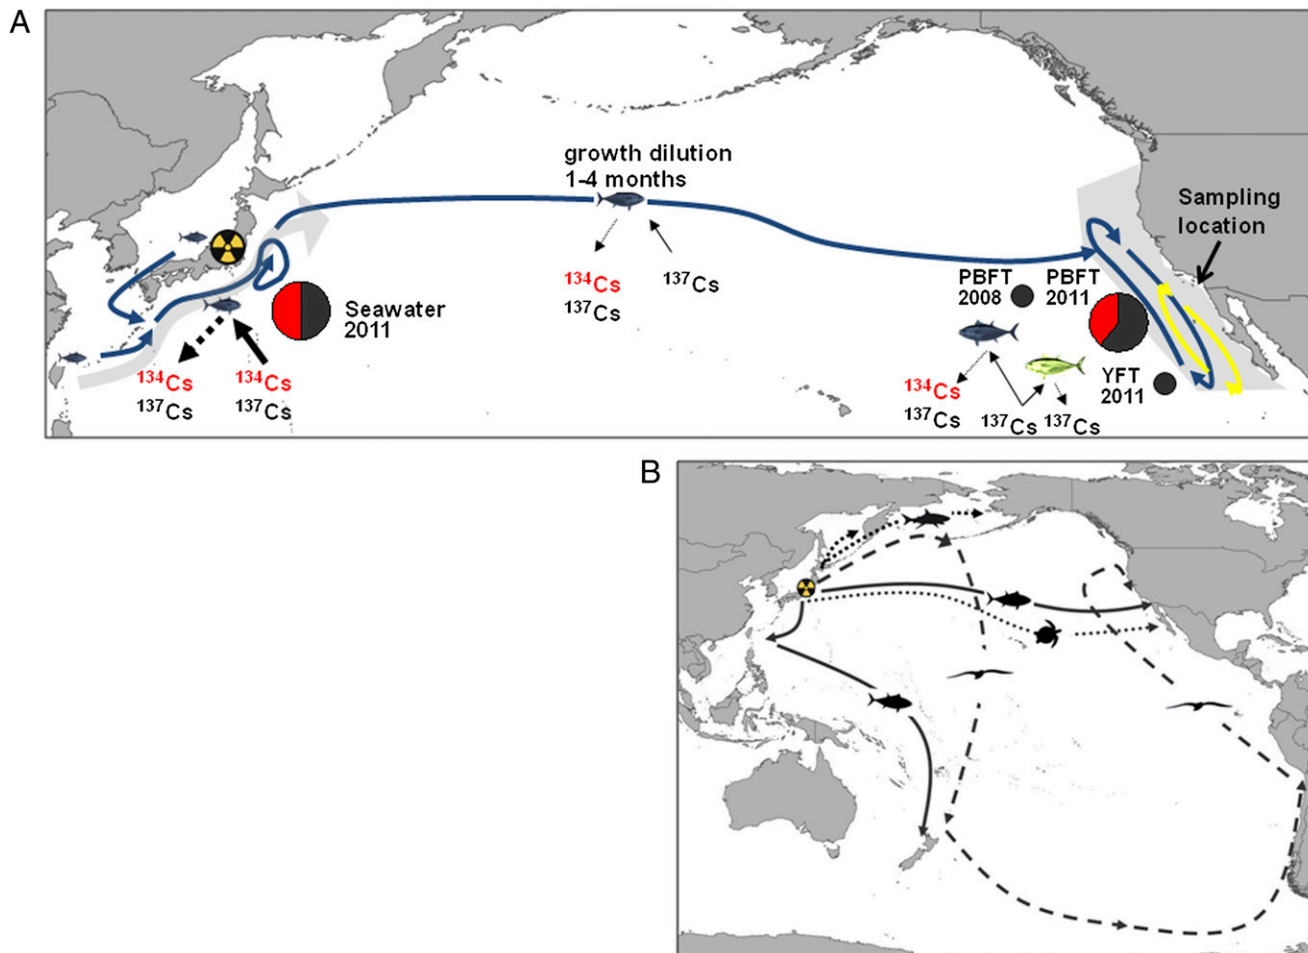 A
growth dilution
1-4 months
Sampling
location
¹³⁴Cs
¹³⁷Cs
¹³⁷Cs
PBFT
2008
PBFT
2011
Seawater
2011
¹³⁴Cs
¹³⁷Cs
¹³⁴Cs
¹³⁷Cs
¹³⁴Cs
¹³⁷Cs
¹³⁷Cs
¹³⁷Cs
YFT
2011
B